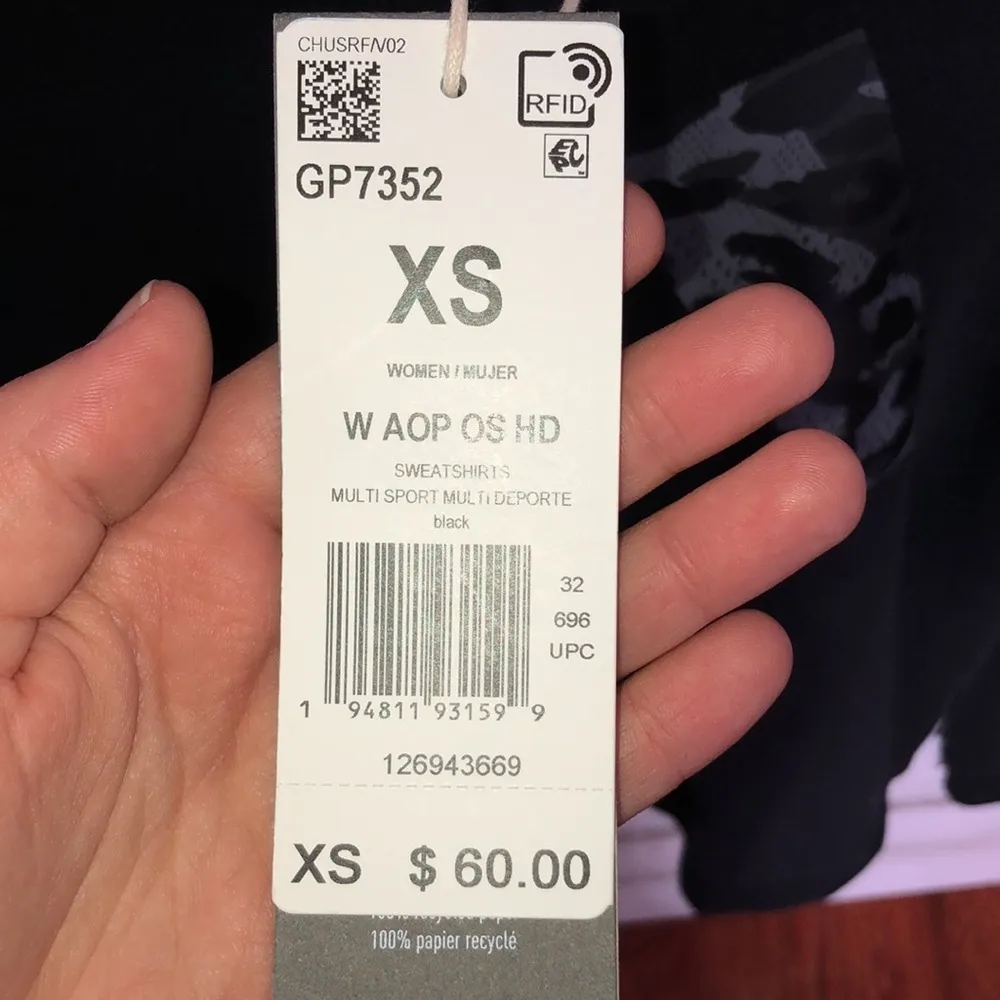 CHUSRF/V02
RFID
EPC
GP7352
XS
WOMEN / MUJER
W AOP OS HD
SWEATSHIRTS
MULTI SPORT MULTI DEPORTE
black
32
696
UPC
1 94811 93159 9
126943669
XS $ 60.00
100% papier recyclé